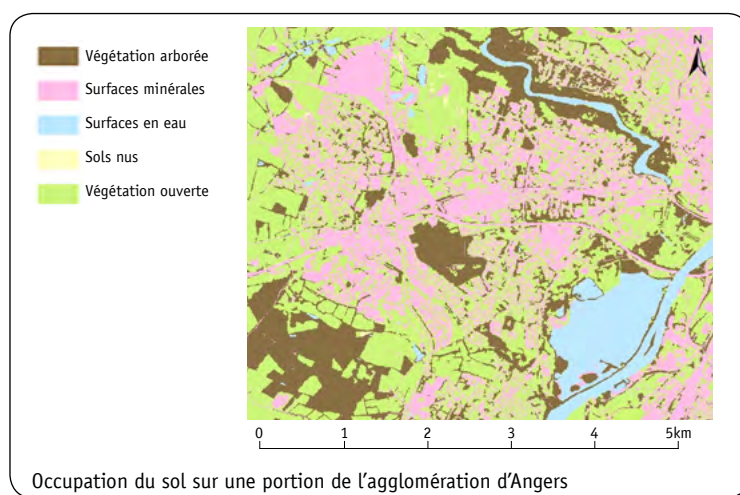 Végétation arborée
Surfaces minérales
Surfaces en eau
Sols nus
Végétation ouverte
N
0 1 2 3 4 5km
Occupation du sol sur une portion de l'agglomération d'Angers